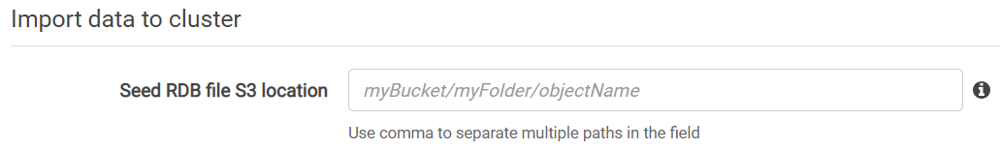 Import data to cluster
Seed RDB file S3 location myBucket/myFolder/objectName
Use comma to separate multiple paths in the field